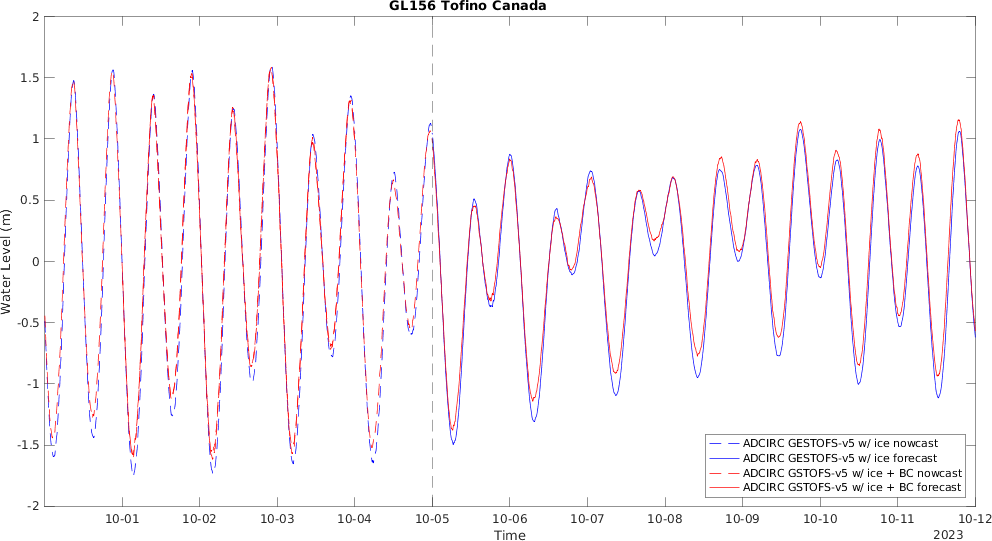 GL156 Tofino Canada
2
1.5
1
0.5
0
-0.5
-1
-1.5
-2
Water Level (m)
10-01 10-02 10-03 10-04 10-05 10-06 10-07 10-08 10-09 10-10 10-11 10-12
Time
2023
ADCIRC GESTOFS-v5 w/ ice nowcast
ADCIRC GESTOFS-v5 w/ ice forecast
ADCIRC GSTOFS-v5 w/ ice + BC nowcast
ADCIRC GSTOFS-v5 w/ ice + BC forecast